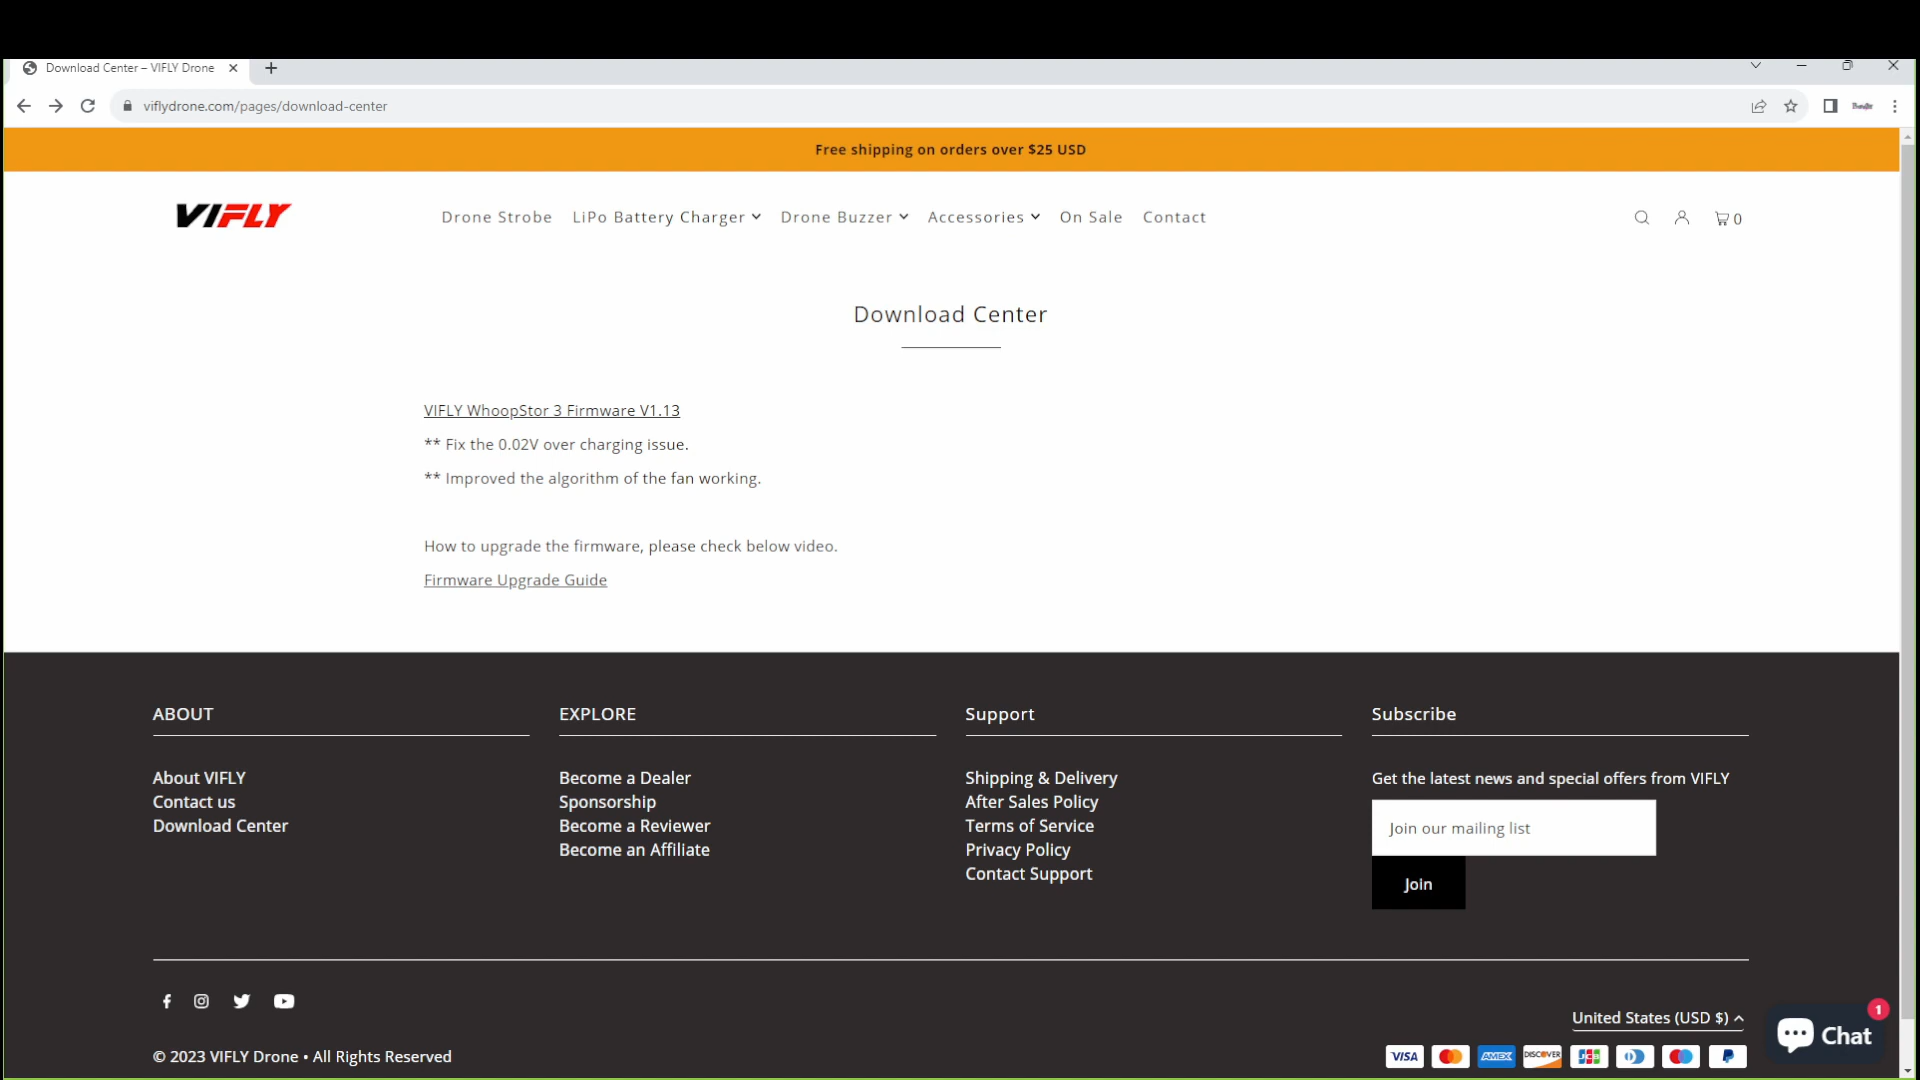 Download Center – VIFLY Drone
viflydrone.com/pages/download-center
Free shipping on orders over $25 USD
VIFLY
Drone Strobe LiPo Battery Charger Drone Buzzer Accessories On Sale Contact
0
Download Center
VIFLY WhoopStor 3 Firmware V1.13
** Fix the 0.02V over charging issue.
** Improved the algorithm of the fan working.
How to upgrade the firmware, please check below video.
Firmware Upgrade Guide
ABOUT
About VIFLY
Contact us
Download Center
EXPLORE
Become a Dealer
Sponsorship
Become a Reviewer
Become an Affiliate
Support
Shipping & Delivery
After Sales Policy
Terms of Service
Privacy Policy
Contact Support
Subscribe
Get the latest news and special offers from VIFLY
Join our mailing list
Join
United States (USD $)
1
Chat
© 2023 VIFLY Drone • All Rights Reserved
VISA
AMEX
DISCOVER
JCB